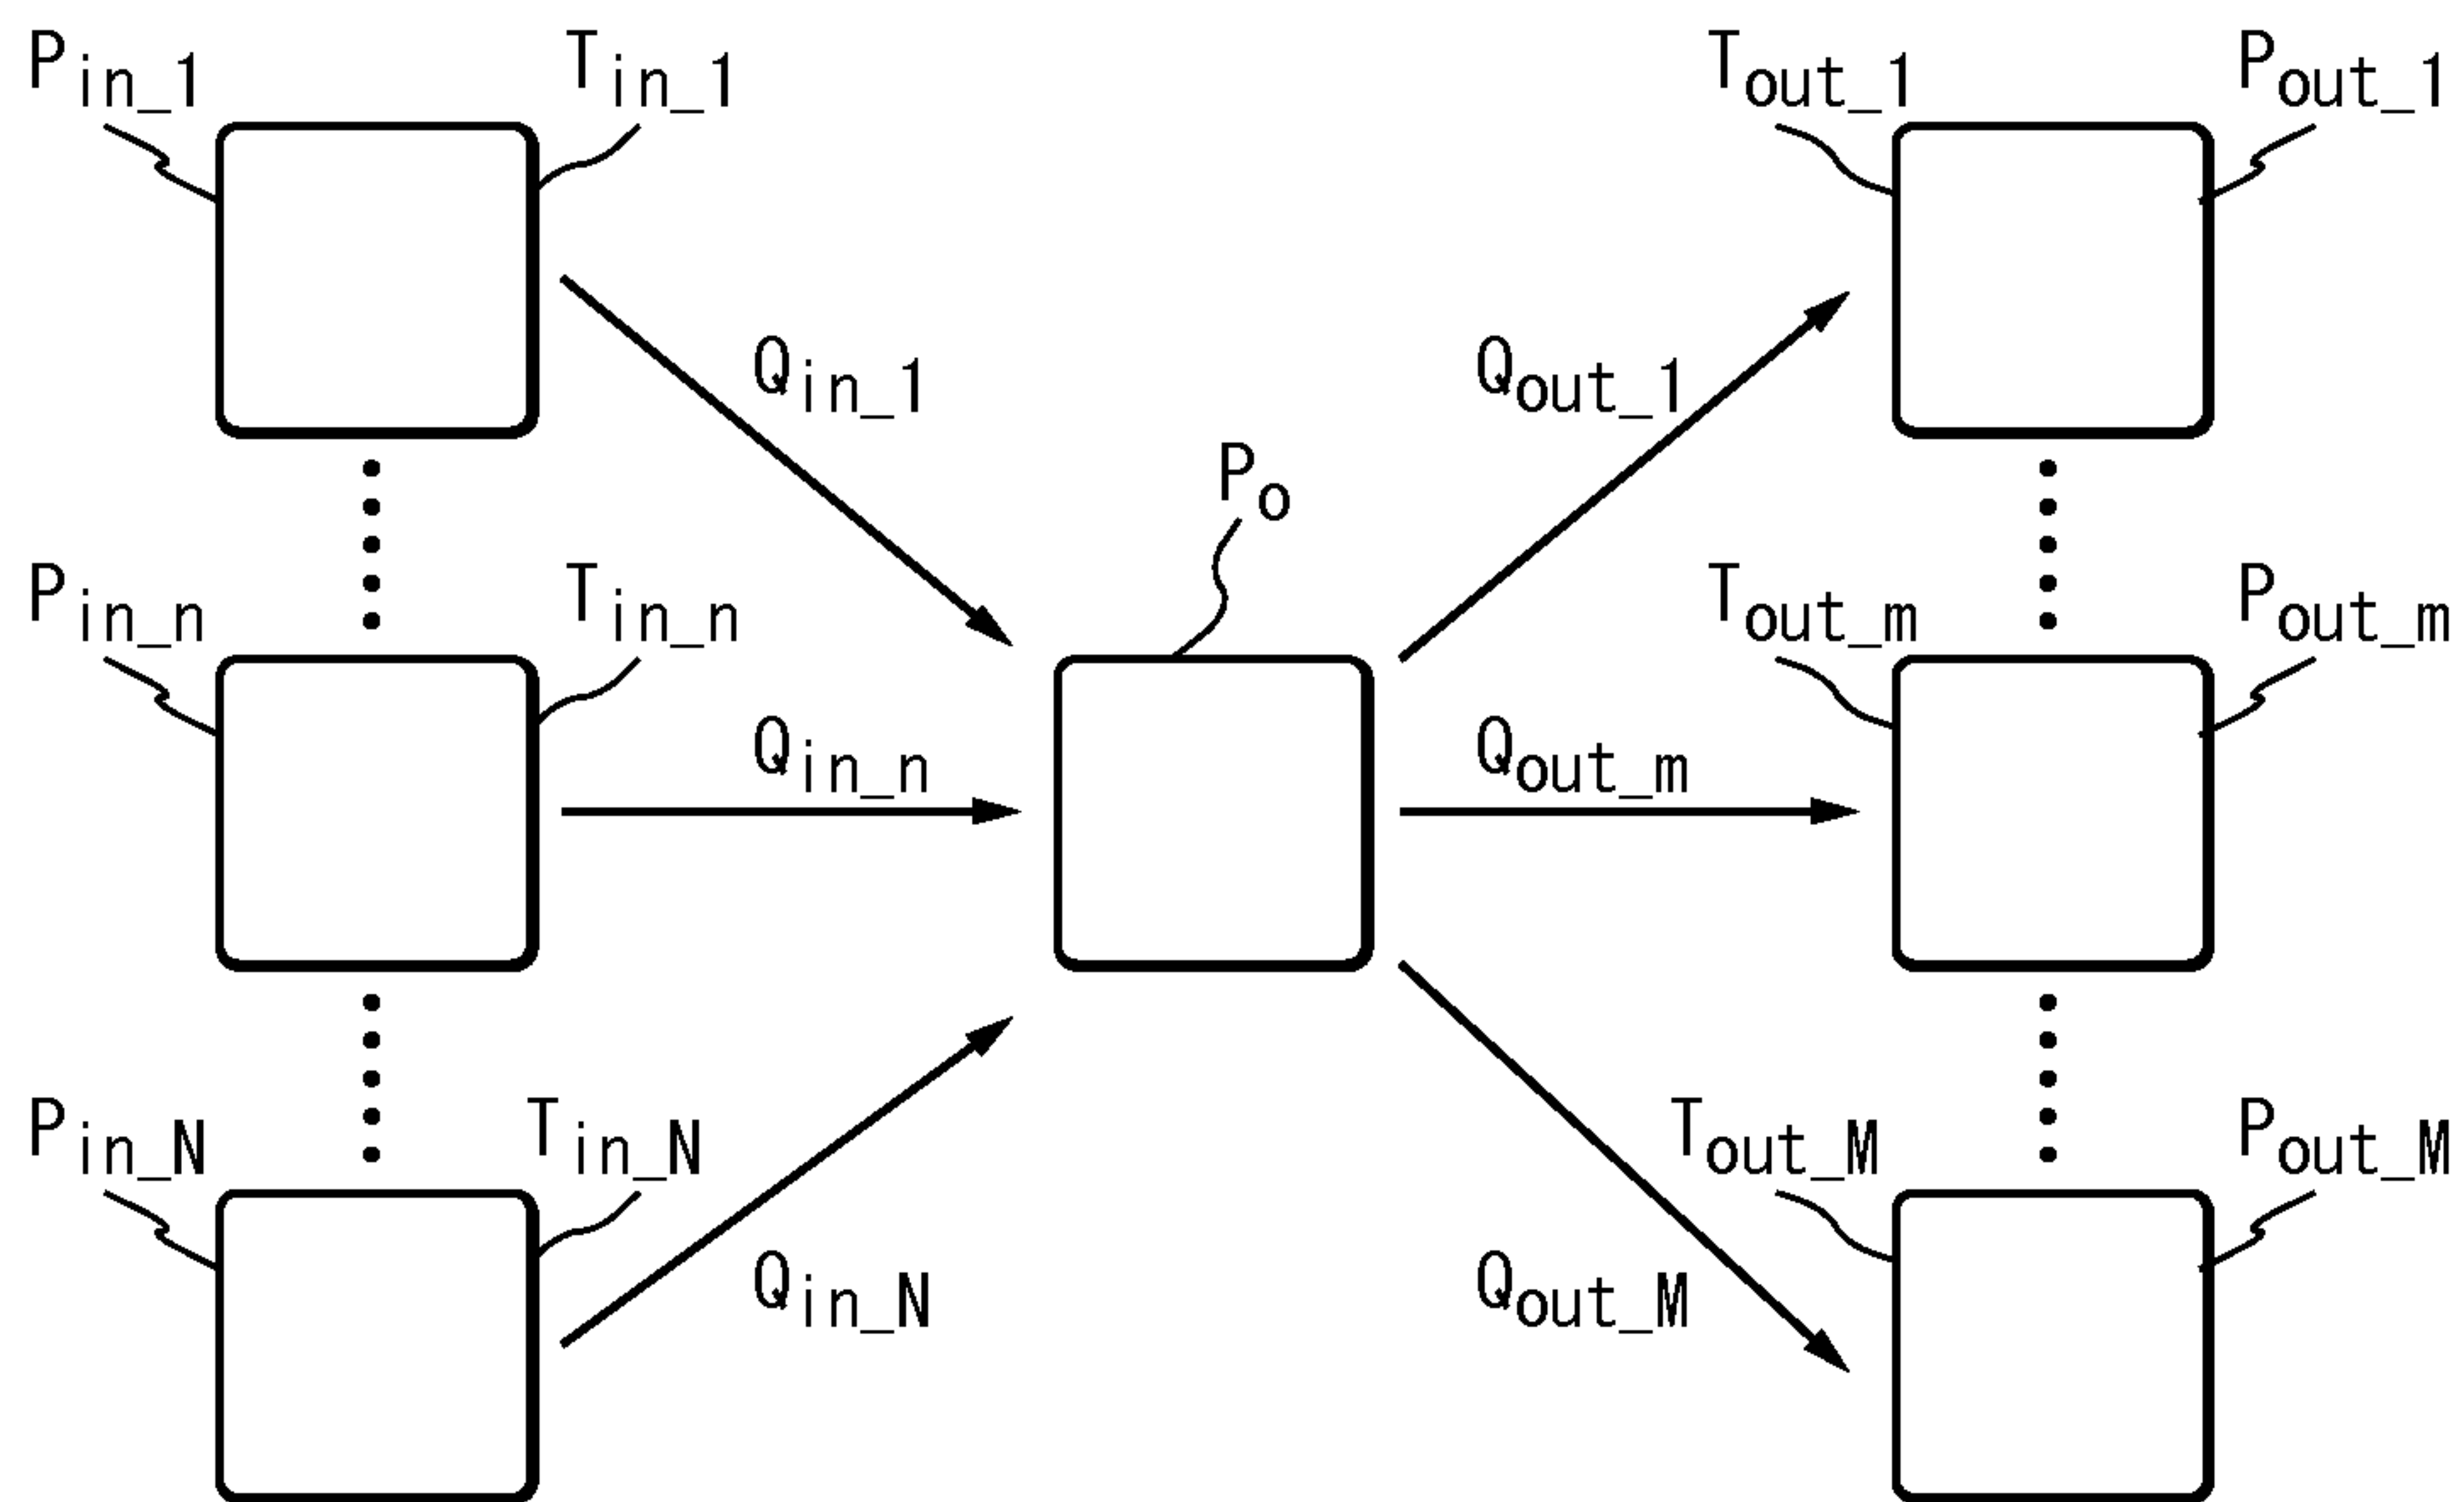 P_in_1 T_in_1 T_out_1 P_out_1
Q_in_1 Q_out_1
P_o
P_in_n T_in_n T_out_m P_out_m
Q_in_n Q_out_m
P_in_N T_in_N T_out_M P_out_M
Q_in_N Q_out_M